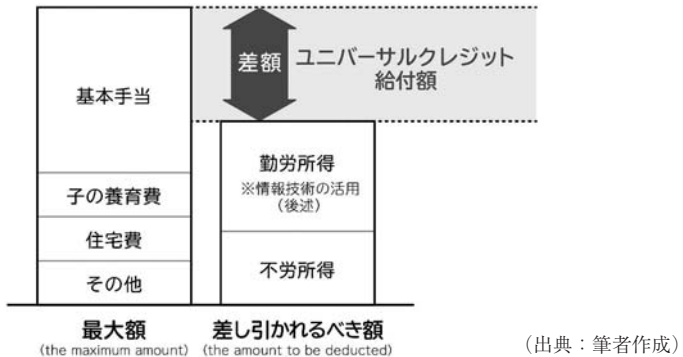 差額
ユニバーサルクレジット
給付額
基本手当
子の養育費
住宅費
その他
勤労所得
※情報技術の活用
（後述）
不労所得
最大額
(the maximum amount)
差し引かれるべき額
(the amount to be deducted)
（出典：筆者作成）